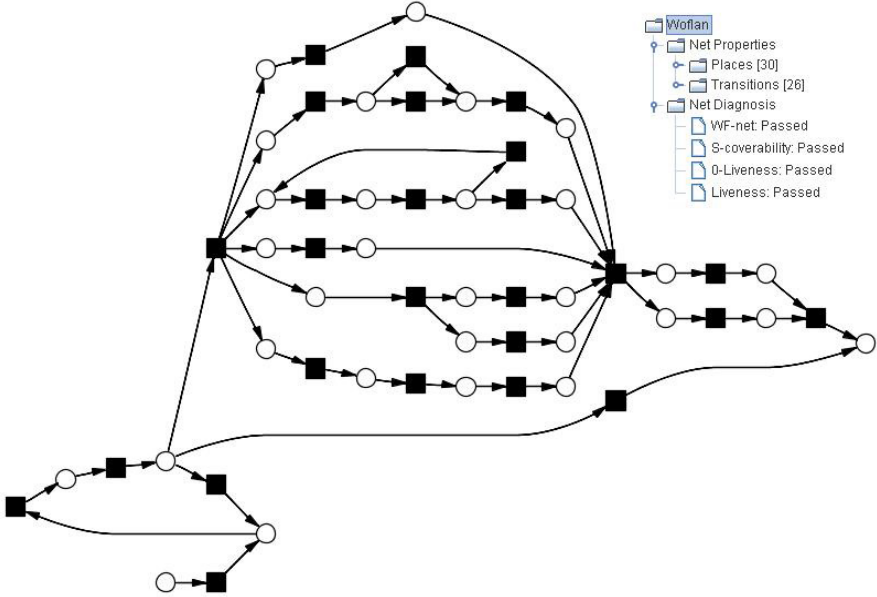 Woflan
Net Properties
Places [30]
Transitions [26]
Net Diagnosis
WF-net: Passed
S-coverability: Passed
0-Liveness: Passed
Liveness: Passed